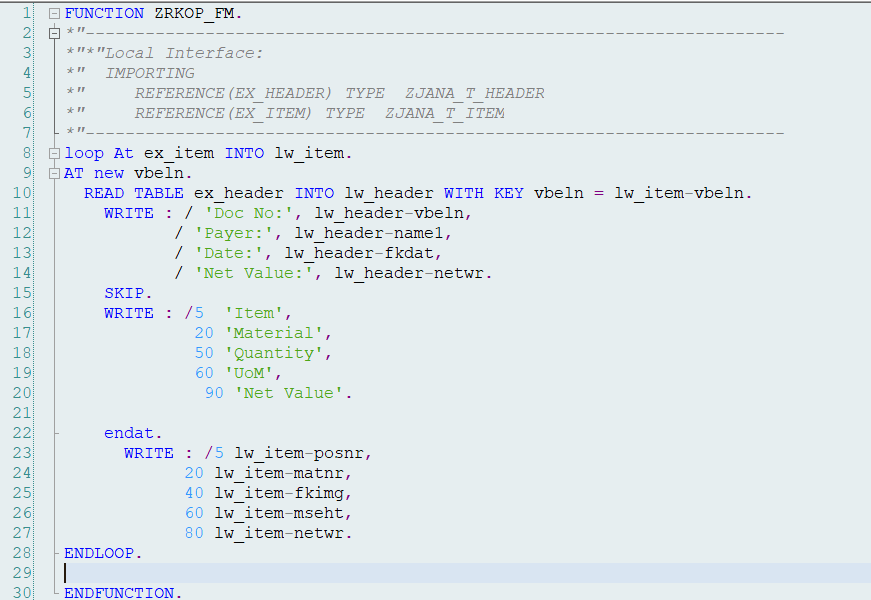 1 FUNCTION ZRKOP_FM.
2 *"----------------------------------------------------------------------
3 *"*"Local Interface:
4 *"  IMPORTING
5 *"     REFERENCE(EX_HEADER) TYPE  ZJANA_T_HEADER
6 *"     REFERENCE(EX_ITEM) TYPE  ZJANA_T_ITEM
7 *"----------------------------------------------------------------------
8 loop At ex_item INTO lw_item.
9 AT new vbeln.
10   READ TABLE ex_header INTO lw_header WITH KEY vbeln = lw_item-vbeln.
11     WRITE : / 'Doc No:', lw_header-vbeln,
12            / 'Payer:', lw_header-name1,
13            / 'Date:', lw_header-fkdat,
14            / 'Net Value:', lw_header-netwr.
15     SKIP.
16     WRITE : /5  'Item',
17              20 'Material',
18              50 'Quantity',
19              60 'UoM',
20               90 'Net Value'.
21
22     endat.
23       WRITE : /5 lw_item-posnr,
24             20 lw_item-matnr,
25             40 lw_item-fkimg,
26             60 lw_item-mseht,
27             80 lw_item-netwr.
28 ENDLOOP.
29
30 ENDFUNCTION.